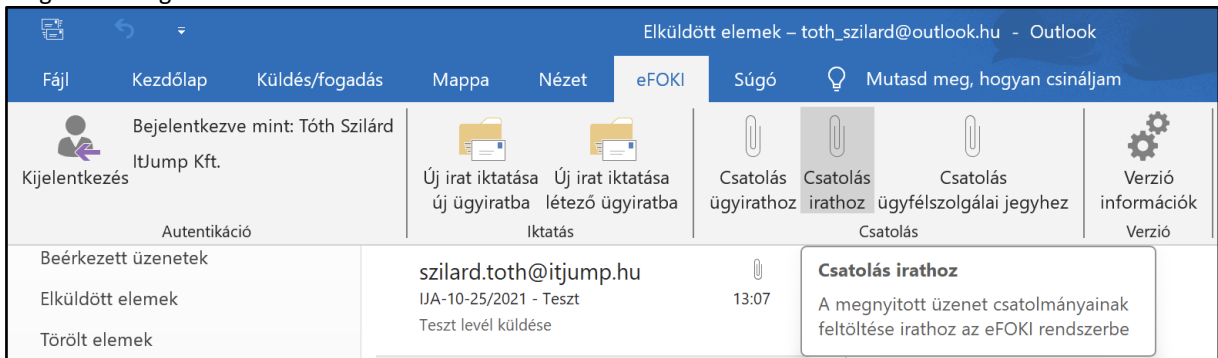 Elküldött elemek – toth_szilard@outlook.hu - Outlook
Fájl Kezdőlap Küldés/fogadás Mappa Nézet eFOKI Súgó Mutasd meg, hogyan csináljam
Bejelentkezve mint: Tóth Szilárd
ItJump Kft.
Kijelentkezés
Autentikáció
Új irat iktatása
új ügyiratba
Új irat iktatása
létező ügyiratba
Iktatás
Csatolás
ügyirathoz
Csatolás
irathoz
Csatolás
ügyfélszolgálai jegyhez
Csatolás
Verzió
információk
Verzió
Beérkezett üzenetek
Elküldött elemek
Törölt elemek
szilard.toth@itjump.hu
IJA-10-25/2021 - Teszt 13:07
Teszt levél küldése
Csatolás irathoz
A megnyitott üzenet csatolmányainak
feltöltése irathoz az eFOKI rendszerbe